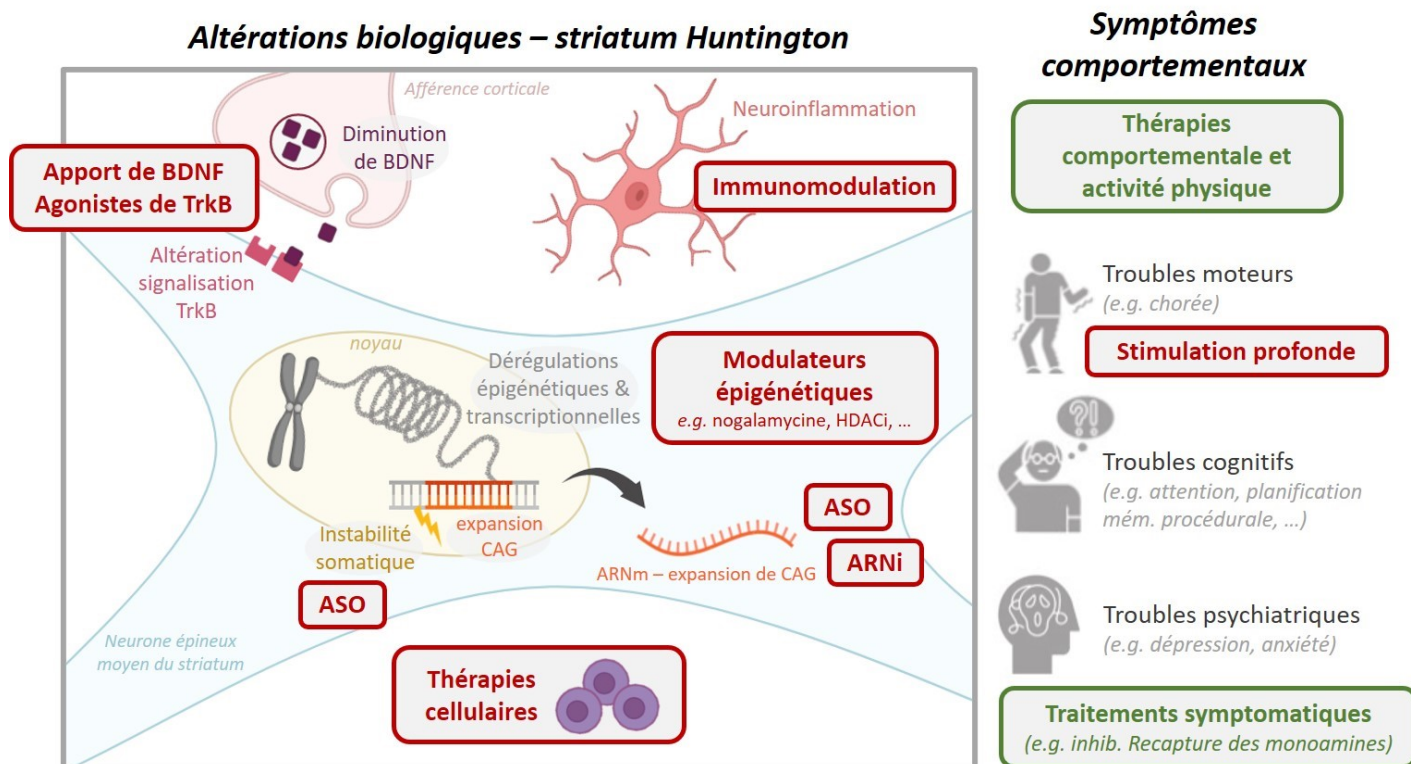 Altérations biologiques – striatum Huntington
Symptômes
comportementaux
Afférence corticale
Diminution
de BDNF
Apport de BDNF
Agonistes de TrkB
Altération
signalisation
TrkB
Neuroinflammation
Immunomodulation
noyau
Dérégulations
épigénétiques &
transcriptionnelles
Modulateurs
épigénétiques
e.g. nogalamycine, HDACi, ...
Instabilité
somatique
expansion
CAG
ASO
ASO
ARNi
ARNm – expansion de CAG
Neurone épineux
moyen du striatum
Thérapies
cellulaires
Thérapies
comportementale et
activité physique
Troubles moteurs
(e.g. chorée)
Stimulation profonde
?!
Troubles cognitifs
(e.g. attention, planification
mém. procédurale, ...)
Troubles psychiatriques
(e.g. dépression, anxiété)
Traitements symptomatiques
(e.g. inhib. Recapture des monoamines)